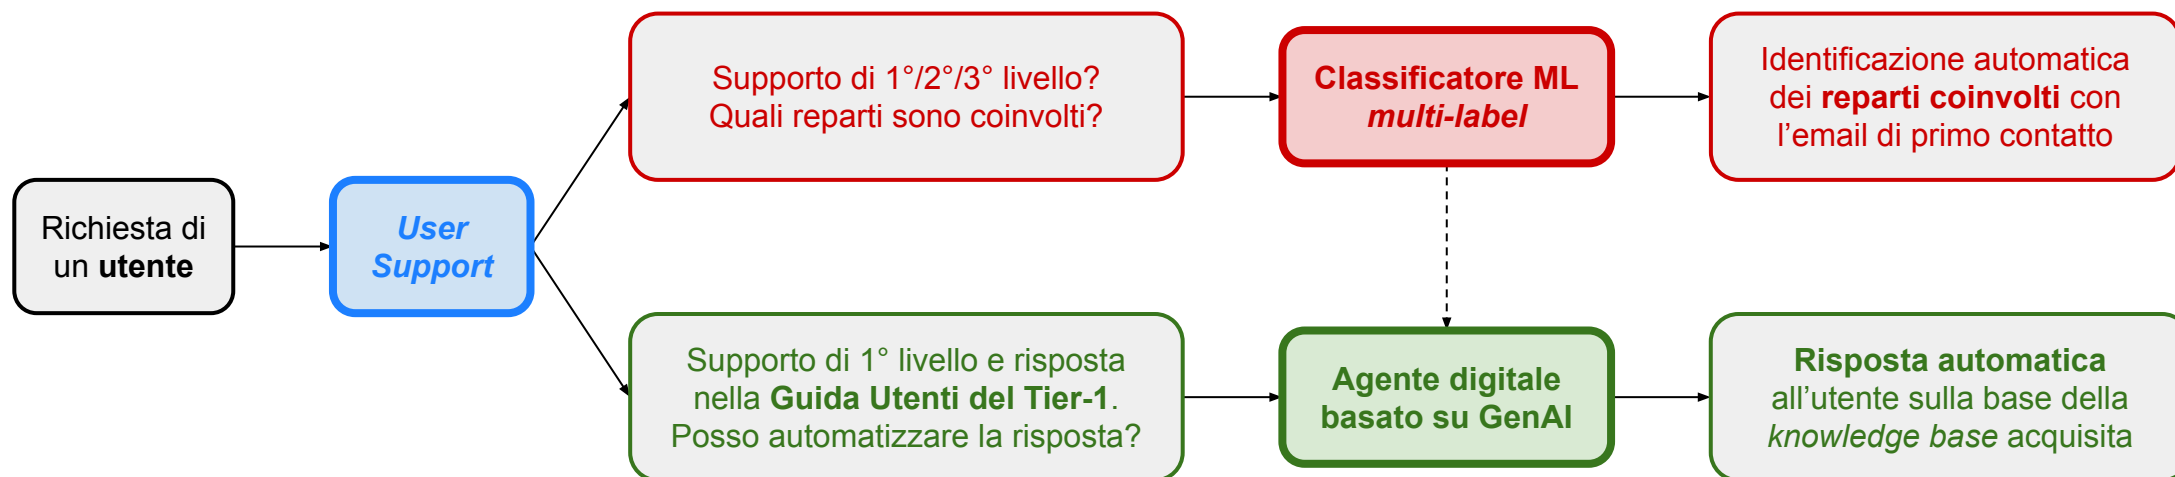 Richiesta di
un utente
User
Support
Supporto di 1°/2°/3° livello?
Quali reparti sono coinvolti?
Classificatore ML
multi-label
Identificazione automatica
dei reparti coinvolti con
l’email di primo contatto
Supporto di 1° livello e risposta
nella Guida Utenti del Tier-1.
Posso automatizzare la risposta?
Agente digitale
basato su GenAI
Risposta automatica
all’utente sulla base della
knowledge base acquisita